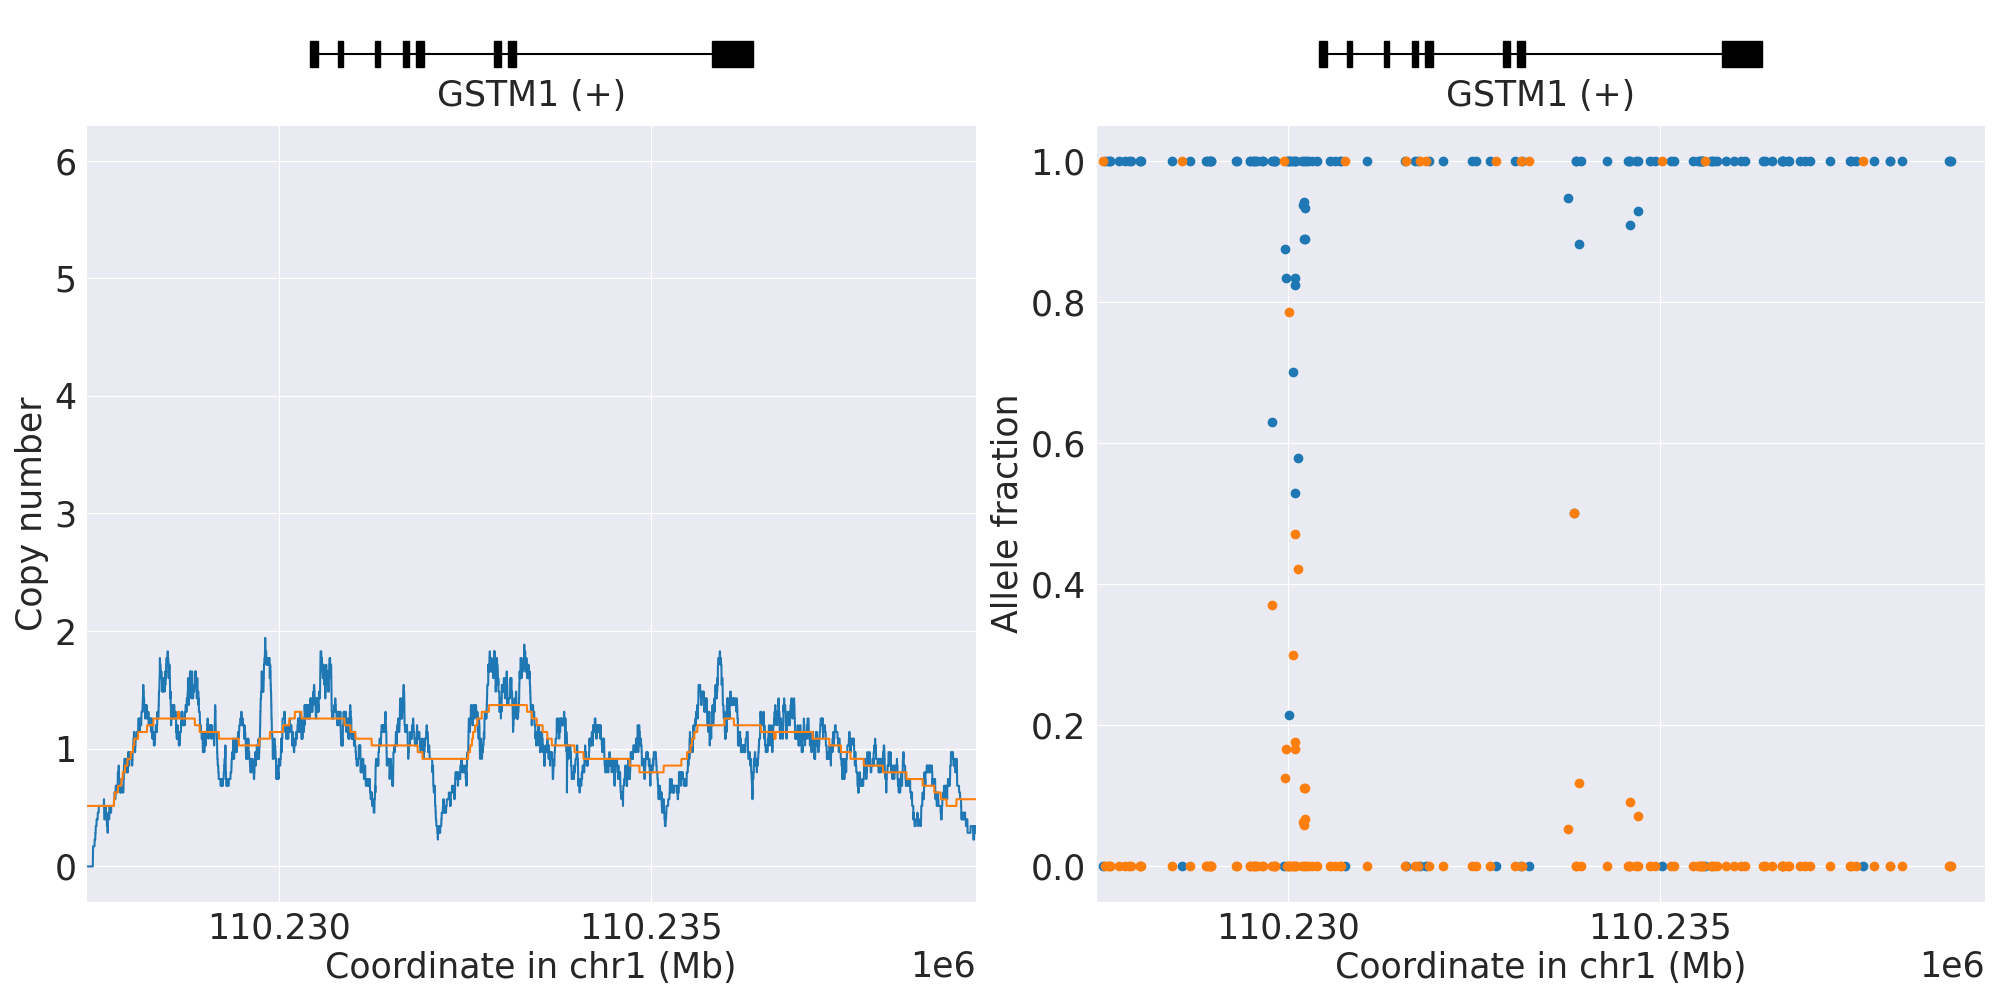 GSTM1 (+)
6
5
4
3
2
1
0
Copy number
110.230
110.235
Coordinate in chr1 (Mb)
1e6
GSTM1 (+)
1.0
0.8
0.6
0.4
0.2
0.0
Allele fraction
110.230
110.235
Coordinate in chr1 (Mb)
1e6